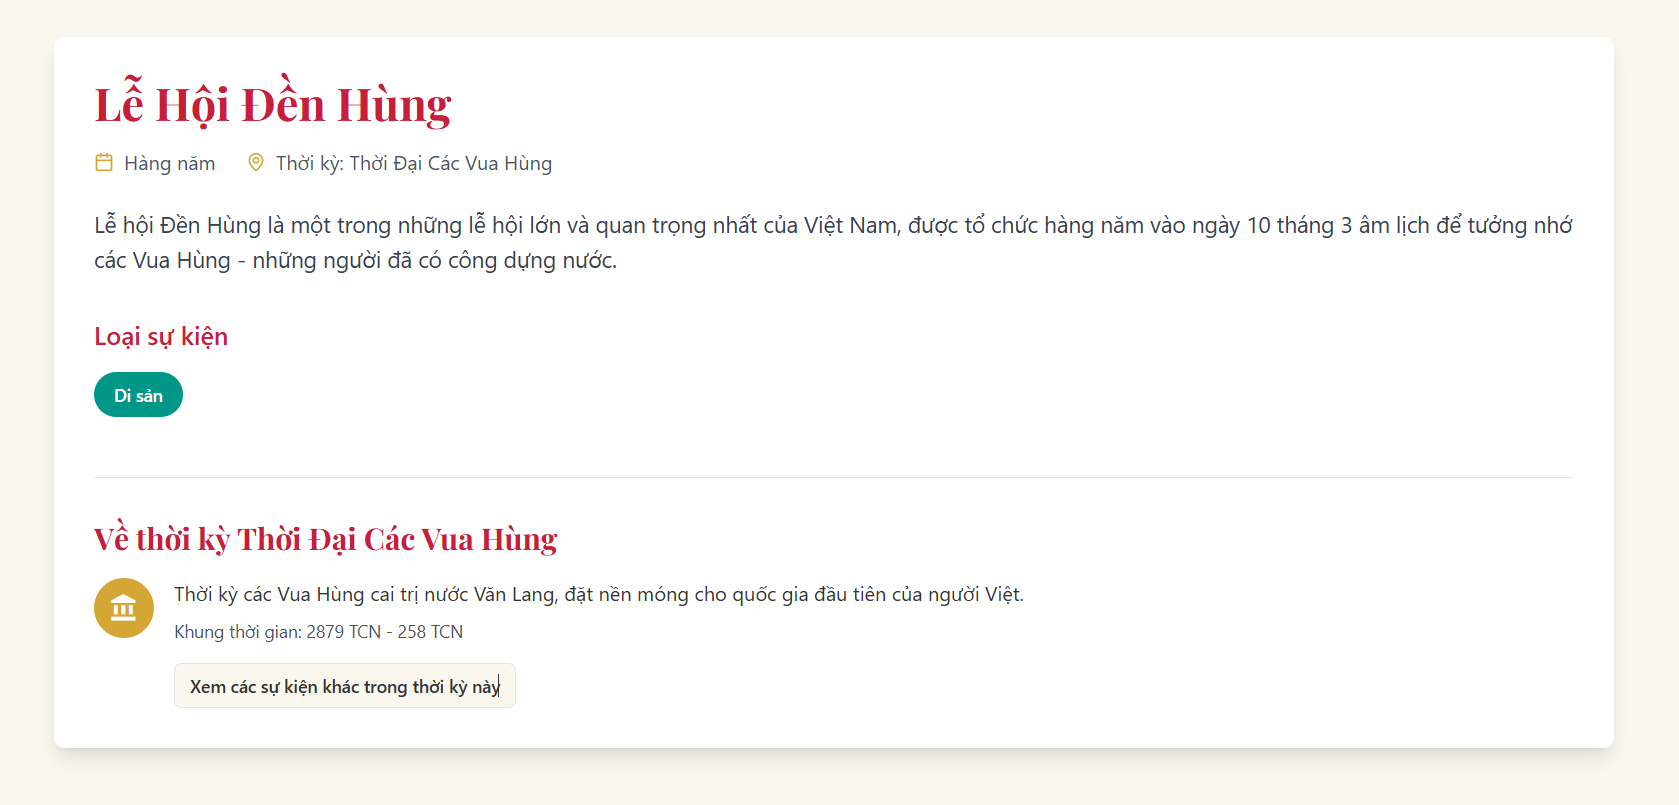 Lễ Hội Đền Hùng
Hàng năm
Thời kỳ: Thời Đại Các Vua Hùng
Lễ hội Đền Hùng là một trong những lễ hội lớn và quan trọng nhất của Việt Nam, được tổ chức hàng năm vào ngày 10 tháng 3 âm lịch để tưởng nhớ
các Vua Hùng - những người đã có công dựng nước.
Loại sự kiện
Di sản
Về thời kỳ Thời Đại Các Vua Hùng
Thời kỳ các Vua Hùng cai trị nước Văn Lang, đặt nền móng cho quốc gia đầu tiên của người Việt.
Khung thời gian: 2879 TCN - 258 TCN
Xem các sự kiện khác trong thời kỳ này